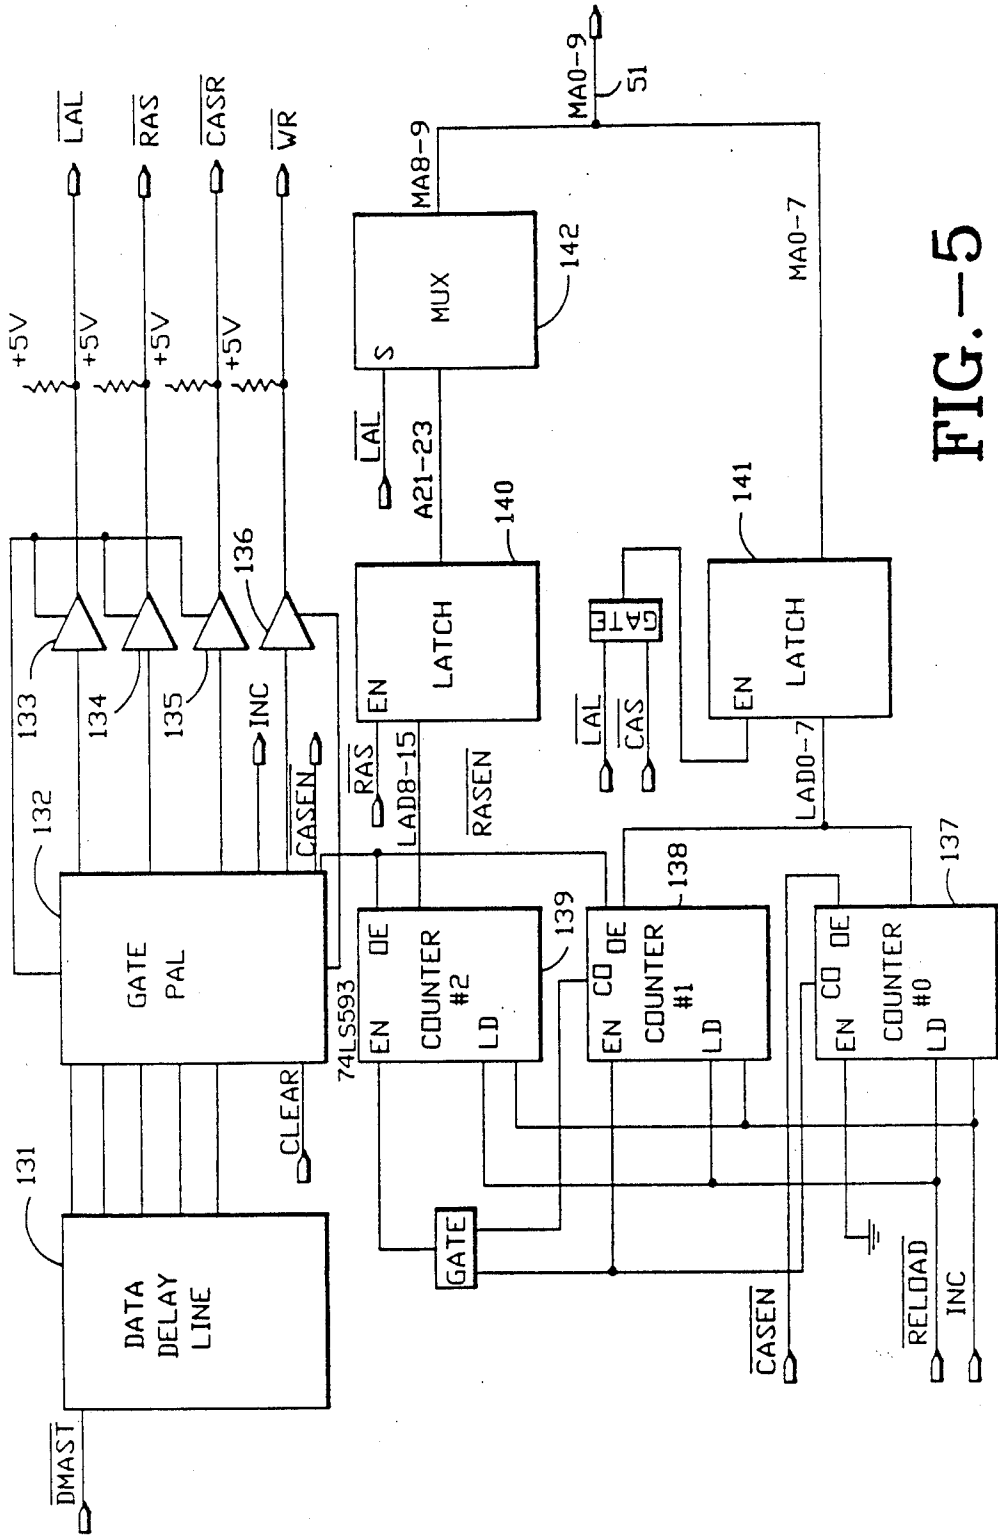 DMAST
131
DATA
DELAY
LINE
132
GATE
PAL
CLEAR
133
134
135
136
INC
CASEN
+5V
+5V
+5V
+5V
LAL
RAS
CASR
WR
74LS593
EN
OE
COUNTER
#2
LD
139
GATE
RAS
LAD8-15
RASEN
EN
LATCH
140
LAL
A21-23
S
MUX
142
MA8-9
MA0-9
51
CO
OE
EN
COUNTER
#1
LD
138
LAL
CAS
GATE
CASEN
RELOAD
INC
EN
CO
OE
COUNTER
#0
LD
137
LAD0-7
EN
LATCH
141
MA0-7
FIG.-5